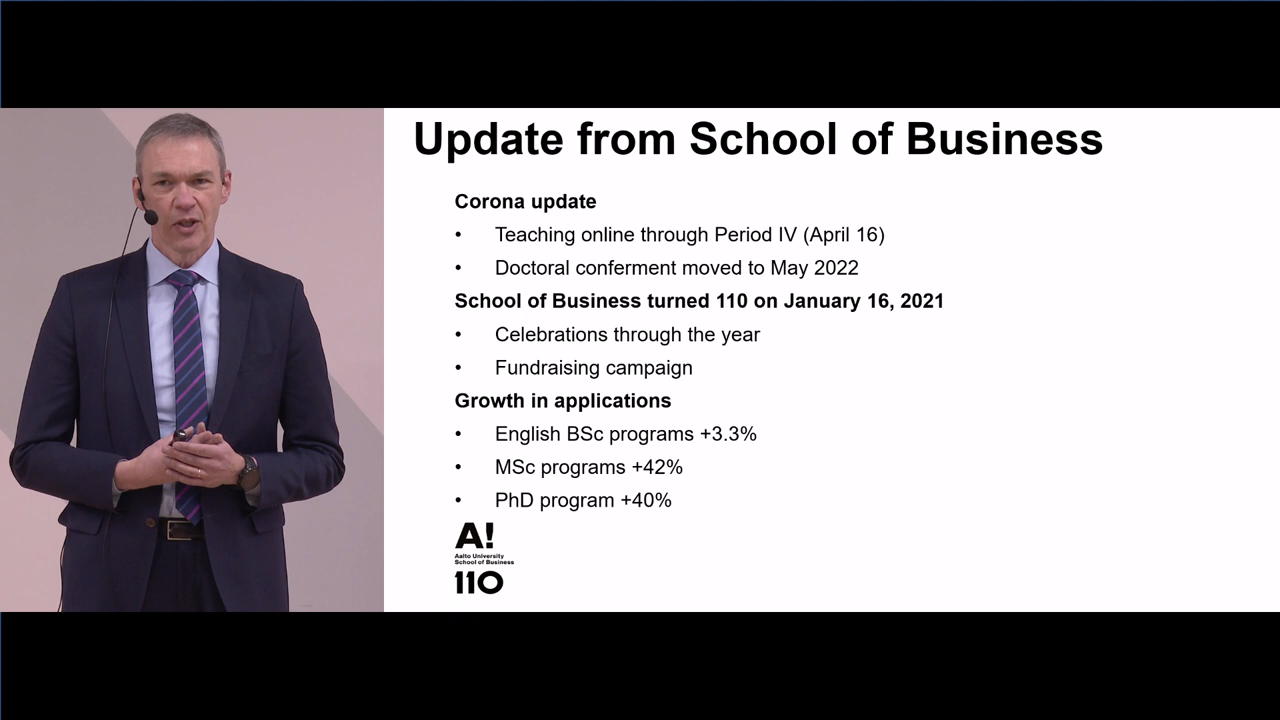 Update from School of Business
Corona update
• Teaching online through Period IV (April 16)
• Doctoral conferment moved to May 2022
School of Business turned 110 on January 16, 2021
• Celebrations through the year
• Fundraising campaign
Growth in applications
• English BSc programs +3.3%
• MSc programs +42%
• PhD program +40%
A!
Aalto University
School of Business
110